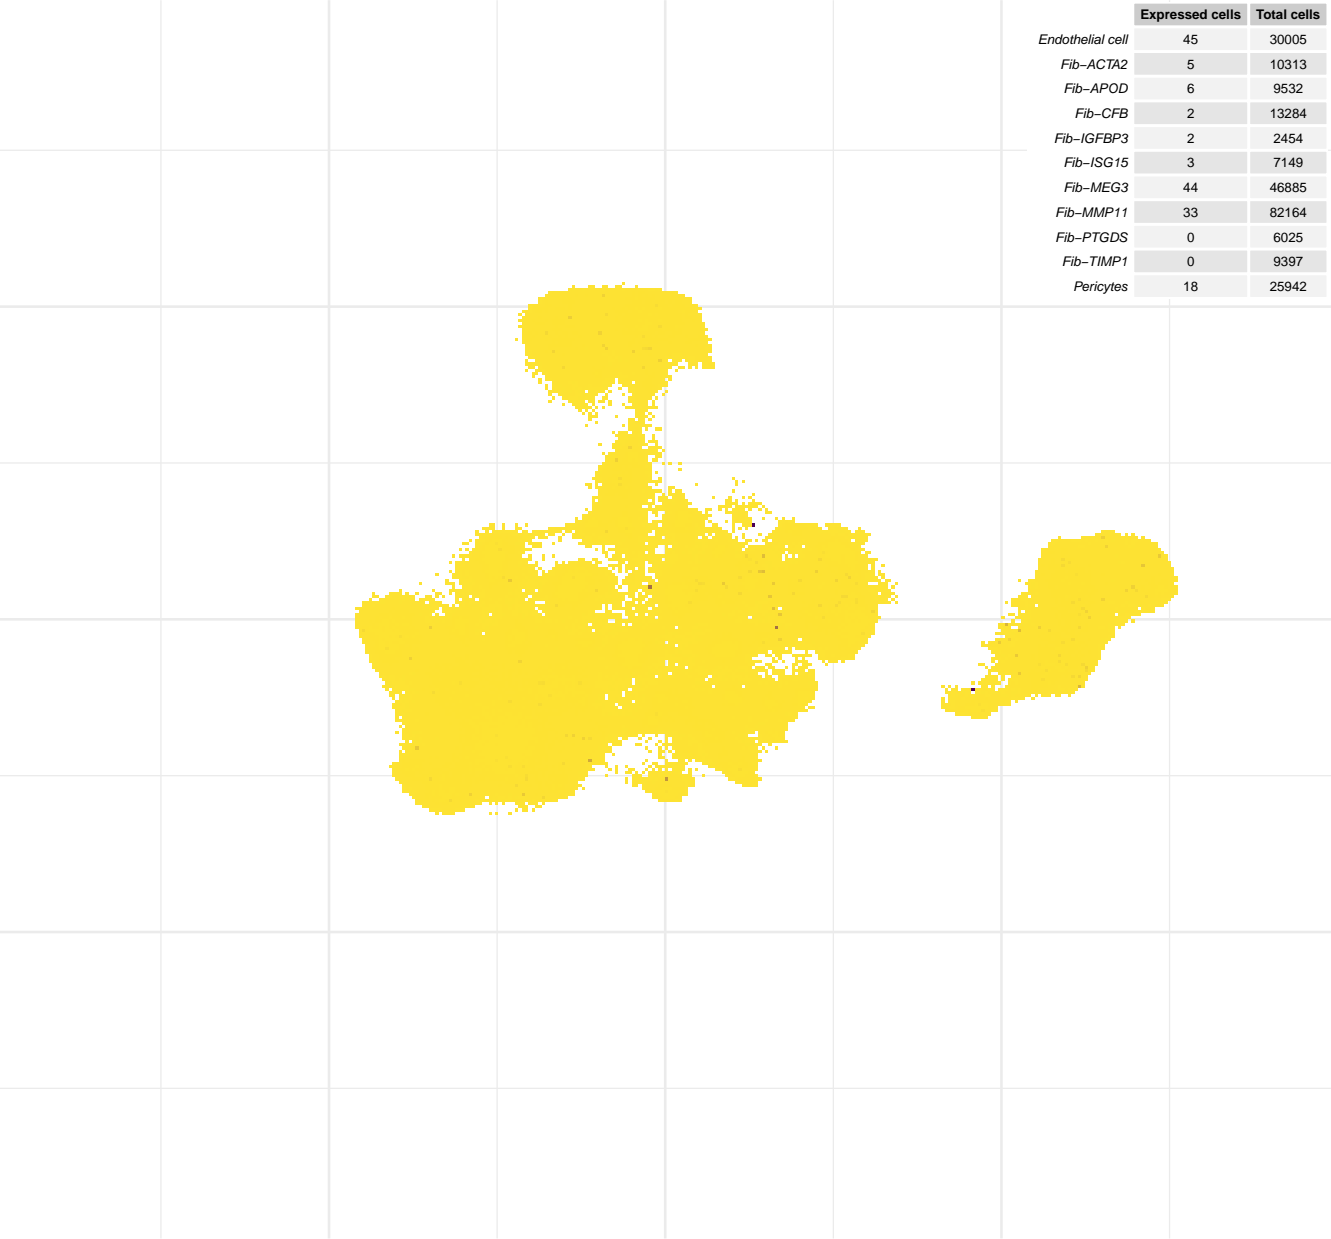 Expressed cells Total cells
Endothelial cell 45 30005
Fib−ACTA2 5 10313
Fib−APOD 6 9532
Fib−CFB 2 13284
Fib−IGFBP3 2 2454
Fib−ISG15 3 7149
Fib−MEG3 44 46885
Fib−MMP11 33 82164
Fib−PTGDS 0 6025
Fib−TIMP1 0 9397
Pericytes 18 25942